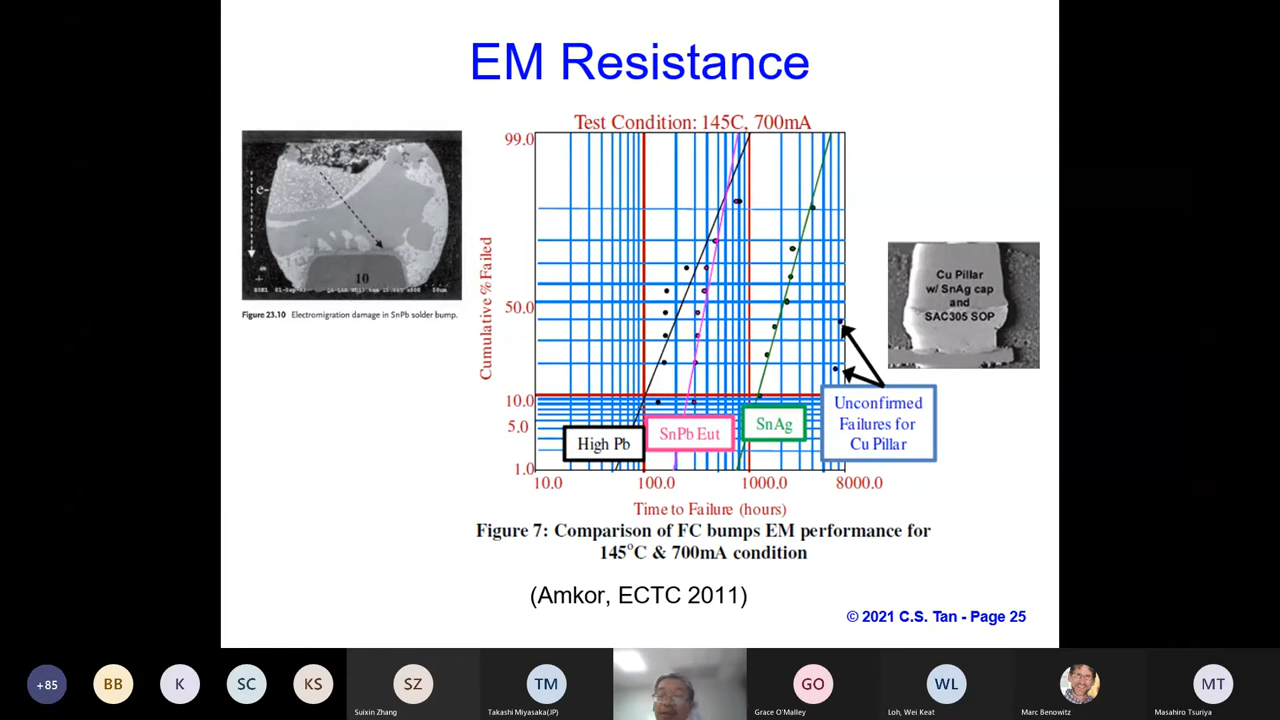 EM Resistance
Test Condition: 145C, 700mA
99.0
50.0
10.0
5.0
1.0
Cumulative % Failed
e-
10
Figure 23.10 Electromigration damage in SnPb solder bump.
Cu Pillar
w/ SnAg cap
and
SAC305 SOP
High Pb
SnPb Eut
SnAg
Unconfirmed
Failures for
Cu Pillar
10.0
100.0
1000.0
8000.0
Time to Failure (hours)
Figure 7: Comparison of FC bumps EM performance for
145°C & 700mA condition
(Amkor, ECTC 2011)
© 2021 C.S. Tan - Page 25
+85
BB
K
SC
KS
SZ
Suixin Zhang
TM
Takashi Miyasaka(JP)
GO
Grace O'Malley
WL
Loh, Wei Keat
Marc Benowitz
MT
Masahiro Tsuriya